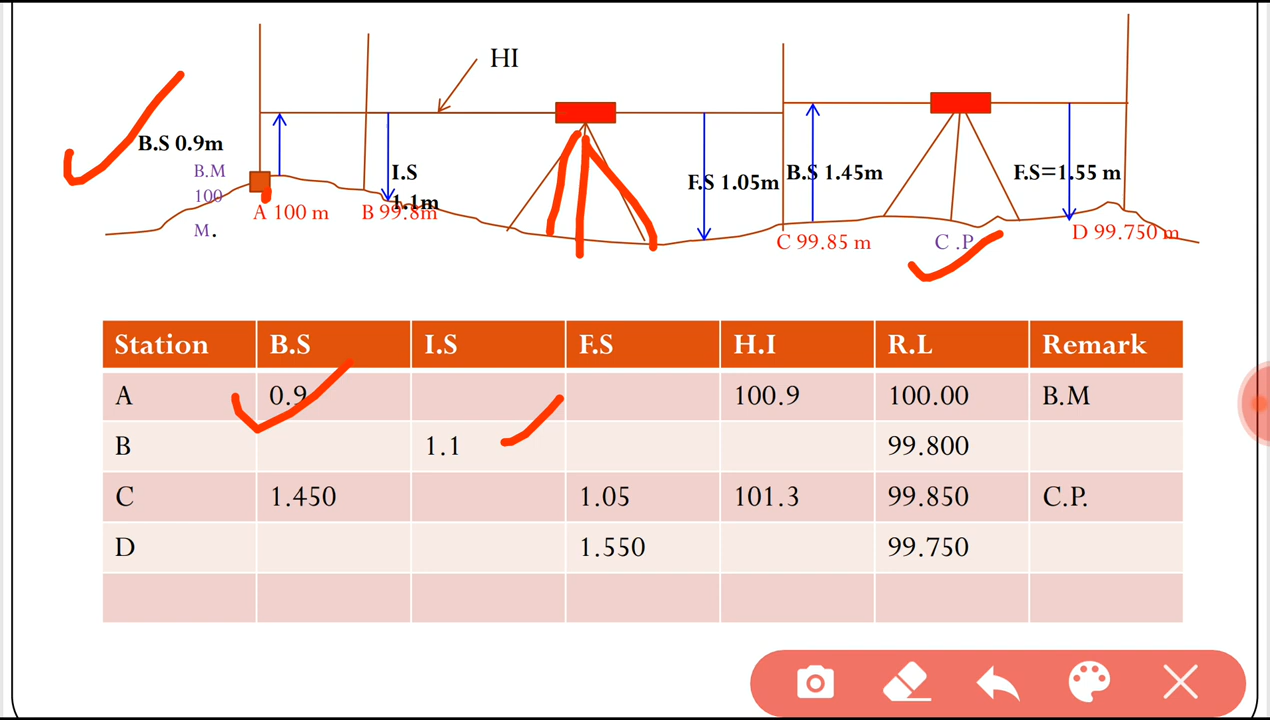 HI
B.S 0.9m
B.M
100
M.
A 100 m
I.S
1.1m
B 99.8m
F.S 1.05m
B.S 1.45m
F.S=1.55 m
C 99.85 m
C .P
D 99.750 m
Station B.S I.S F.S H.I R.L Remark
A 0.9 100.9 100.00 B.M
B 1.1 99.800
C 1.450 1.05 101.3 99.850 C.P.
D 1.550 99.750